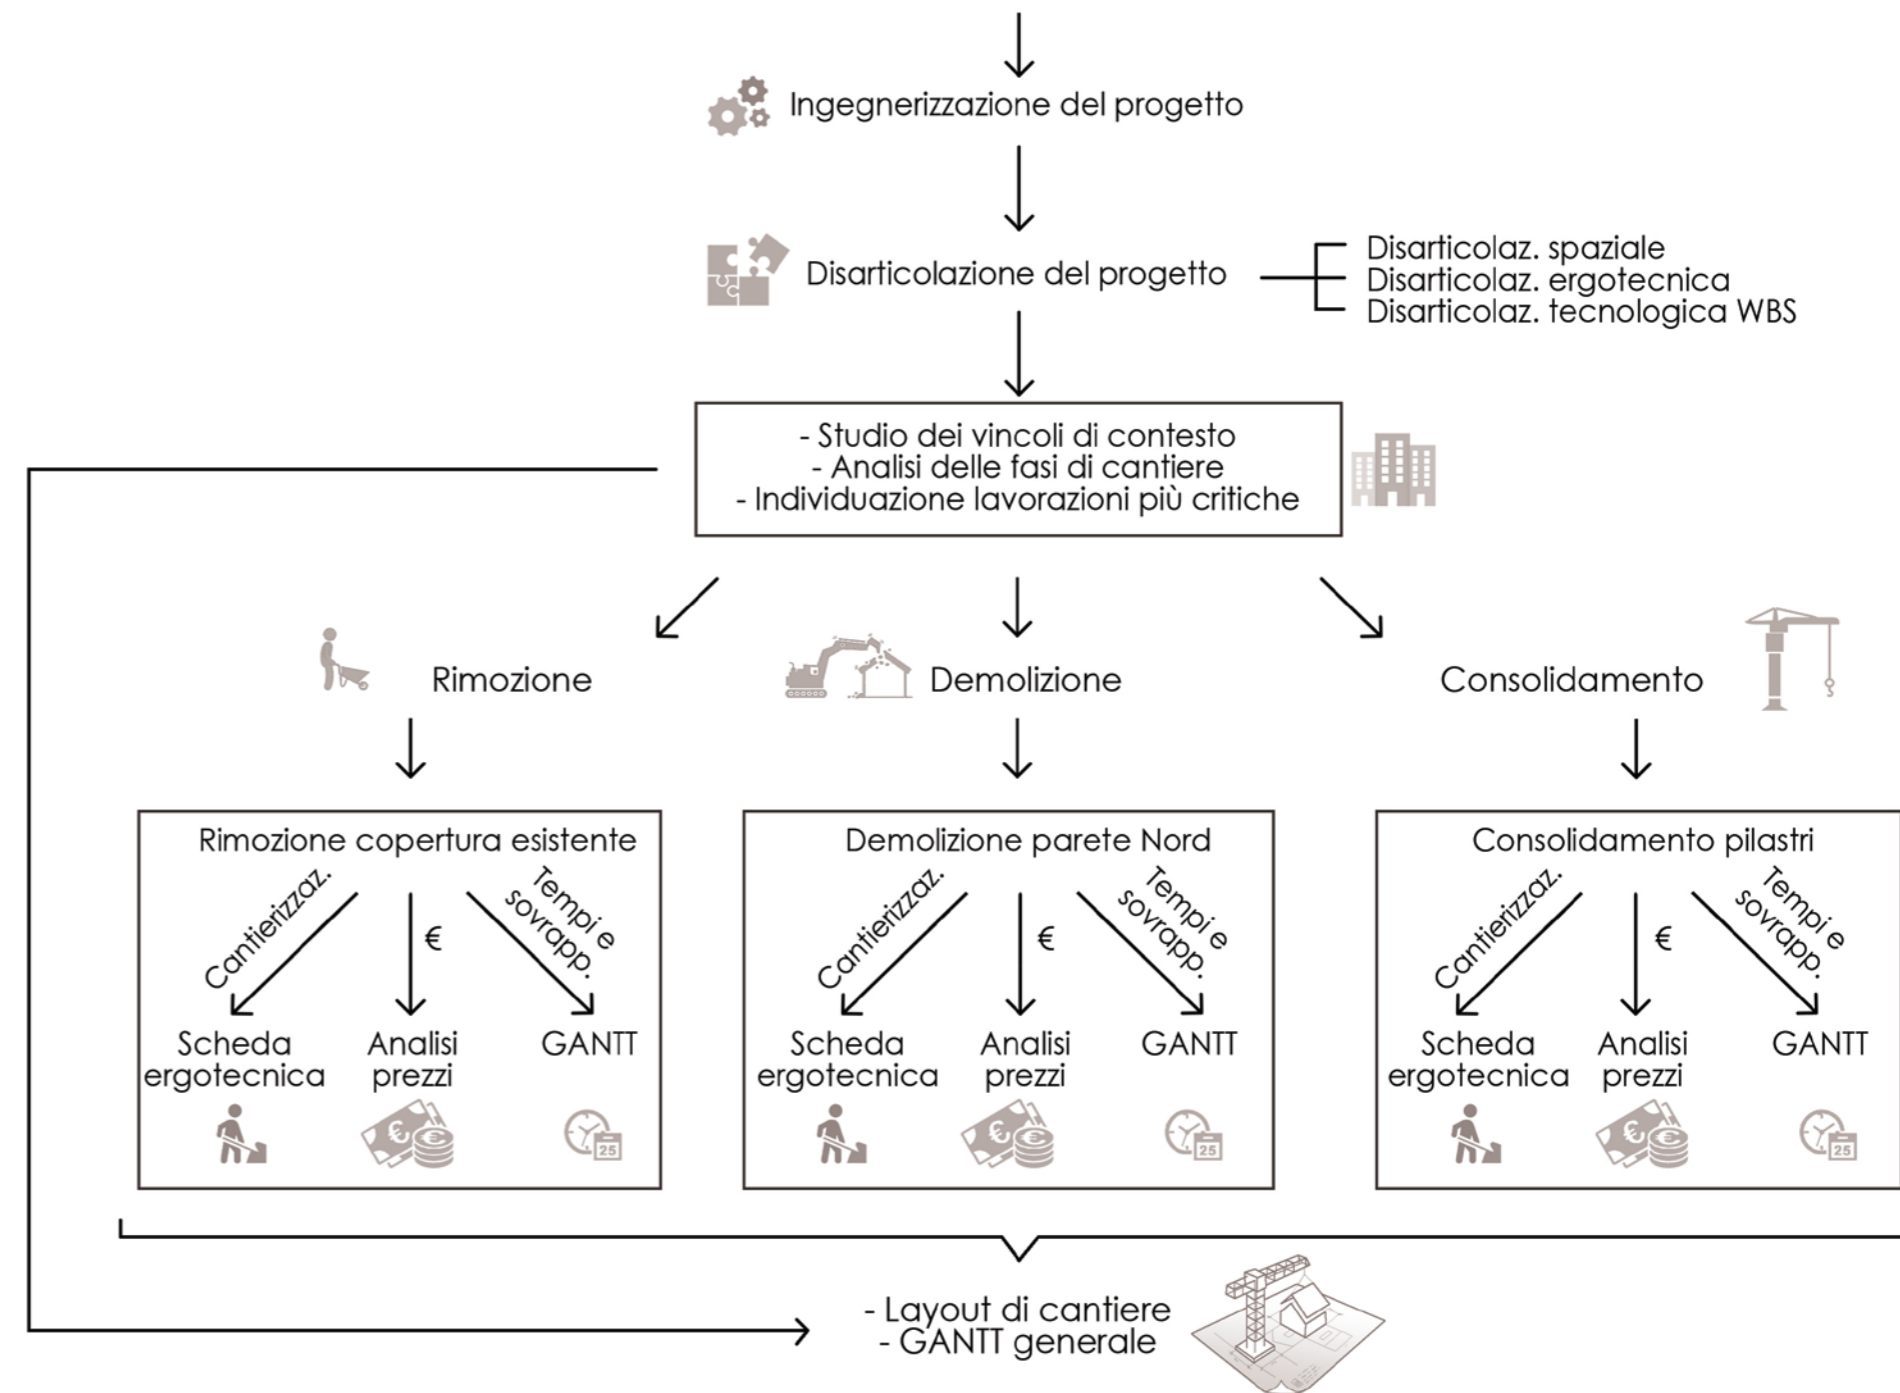 Ingegnerizzazione del progetto
Disarticolazione del progetto
Disarticolaz. spaziale
Disarticolaz. ergotecnica
Disarticolaz. tecnologica WBS
- Studio dei vincoli di contesto
- Analisi delle fasi di cantiere
- Individuazione lavorazioni più critiche
Rimozione
Demolizione
Consolidamento
Rimozione copertura esistente
Cantierizzaz.
€
Tempi e
sovrapp.
Scheda
ergotecnica
Analisi
prezzi
GANTT
€
€
25
Demolizione parete Nord
Cantierizzaz.
€
Tempi e
sovrapp.
Scheda
ergotecnica
Analisi
prezzi
GANTT
€
€
25
Consolidamento pilastri
Cantierizzaz.
€
Tempi e
sovrapp.
Scheda
ergotecnica
Analisi
prezzi
GANTT
€
€
25
- Layout di cantiere
- GANTT generale